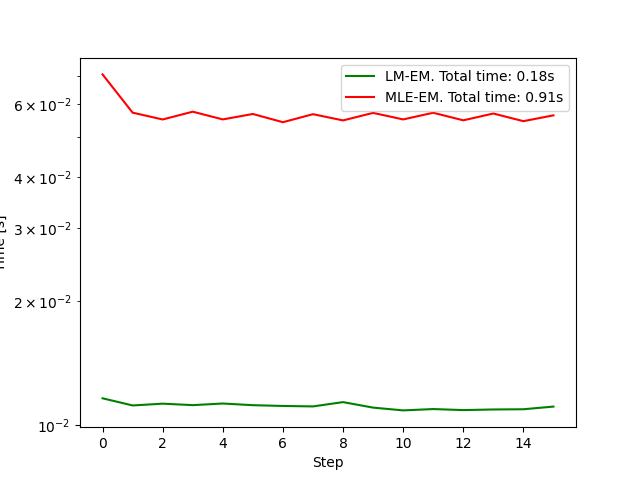 LM-EM. Total time: 0.18s
MLE-EM. Total time: 0.91s
6 × 10⁻²
4 × 10⁻²
3 × 10⁻²
2 × 10⁻²
10⁻²
0 2 4 6 8 10 12 14
Step